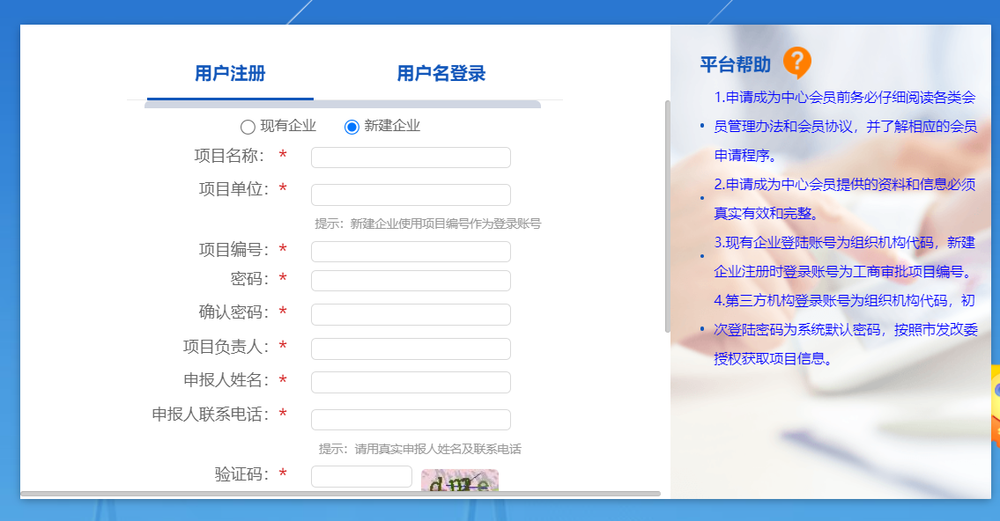 用户注册
用户名登录
现有企业
新建企业
项目名称： *
项目单位： *
提示：新建企业使用项目编号作为登录账号
项目编号： *
密码： *
确认密码： *
项目负责人： *
申报人姓名： *
申报人联系电话： *
提示：请用真实申报人姓名及联系电话
验证码： *
平台帮助
1.申请成为中心会员前务必仔细阅读各类会
员管理办法和会员协议，并了解相应的会员
申请程序。
2.申请成为中心会员提供的资料和信息必须
真实有效和完整。
3.现有企业登陆账号为组织机构代码，新建
企业注册时登录账号为工商审批项目编号。
4.第三方机构登录账号为组织机构代码，初
次登陆密码为系统默认密码，按照市发改委
授权获取项目信息。